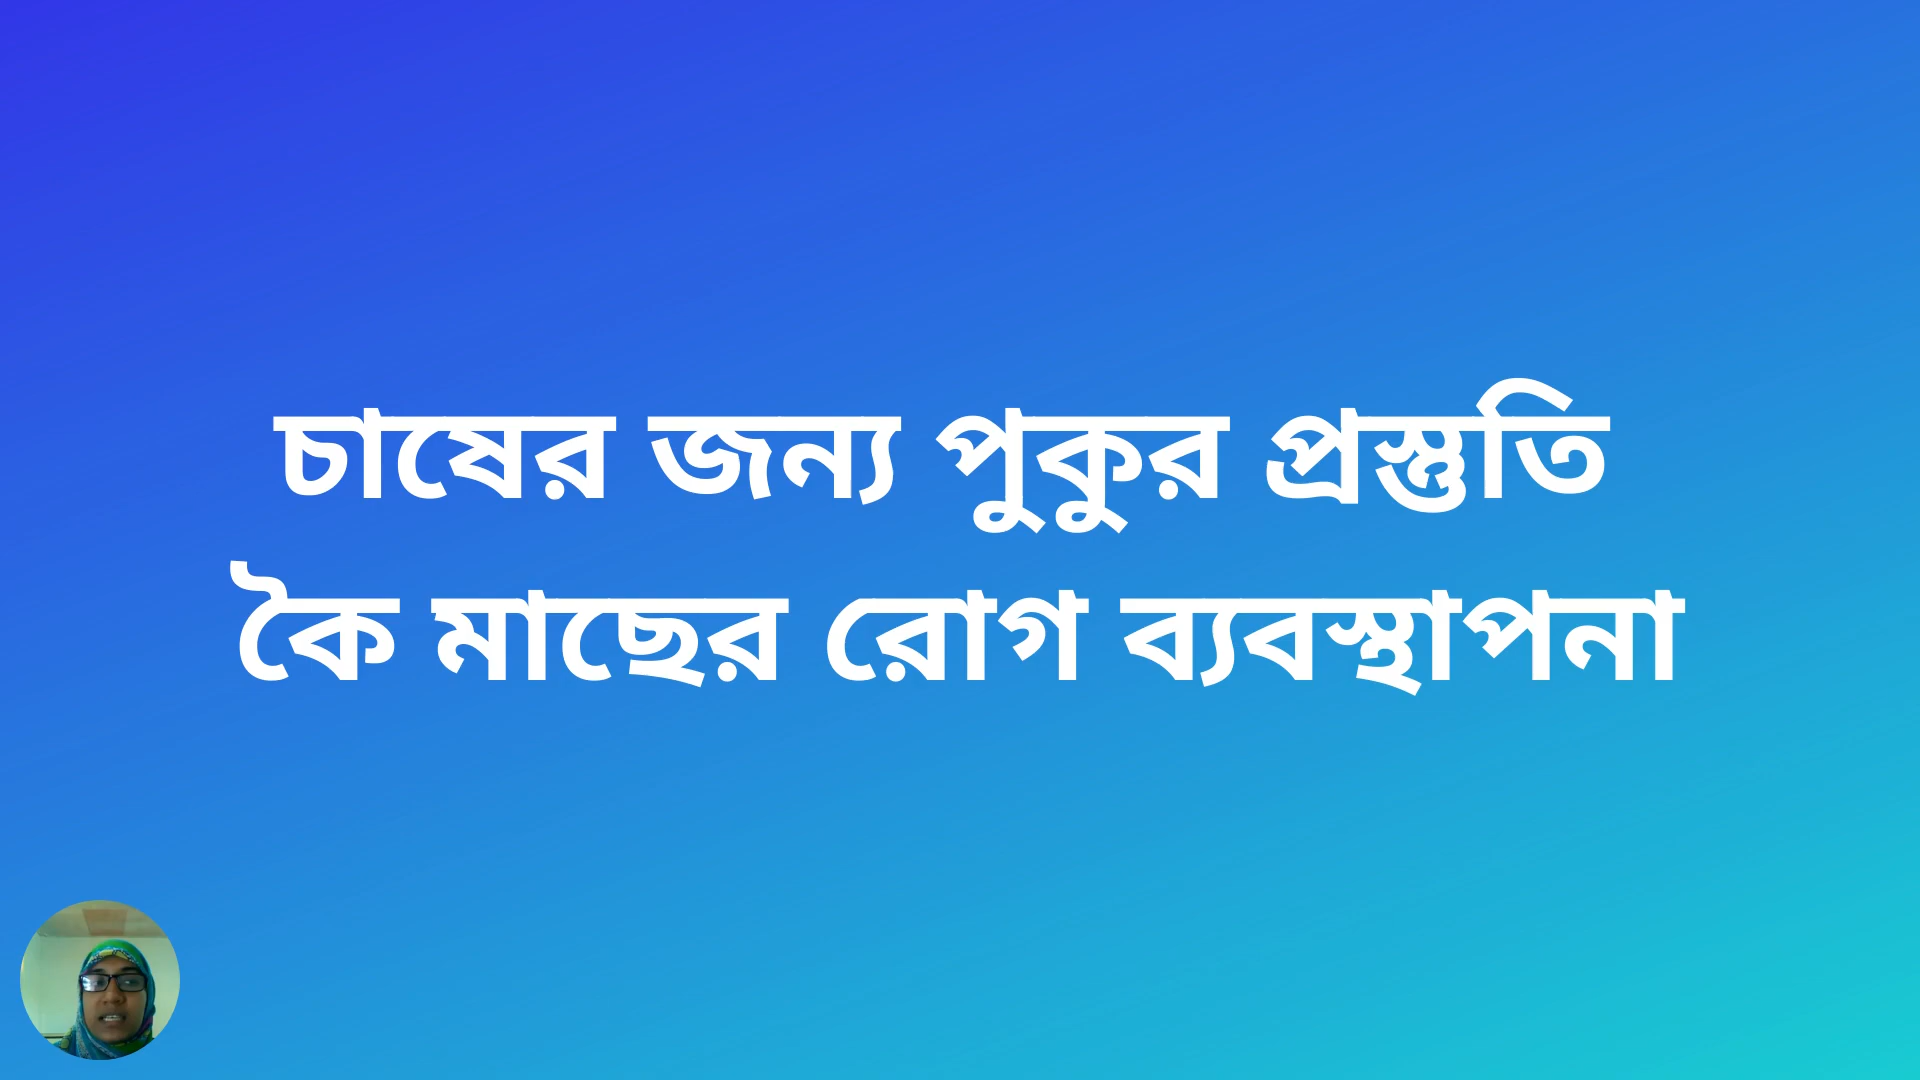 চাষের জন্য পুকুর প্রস্তুতি
কৈ মাছের রোগ ব্যবস্থাপনা